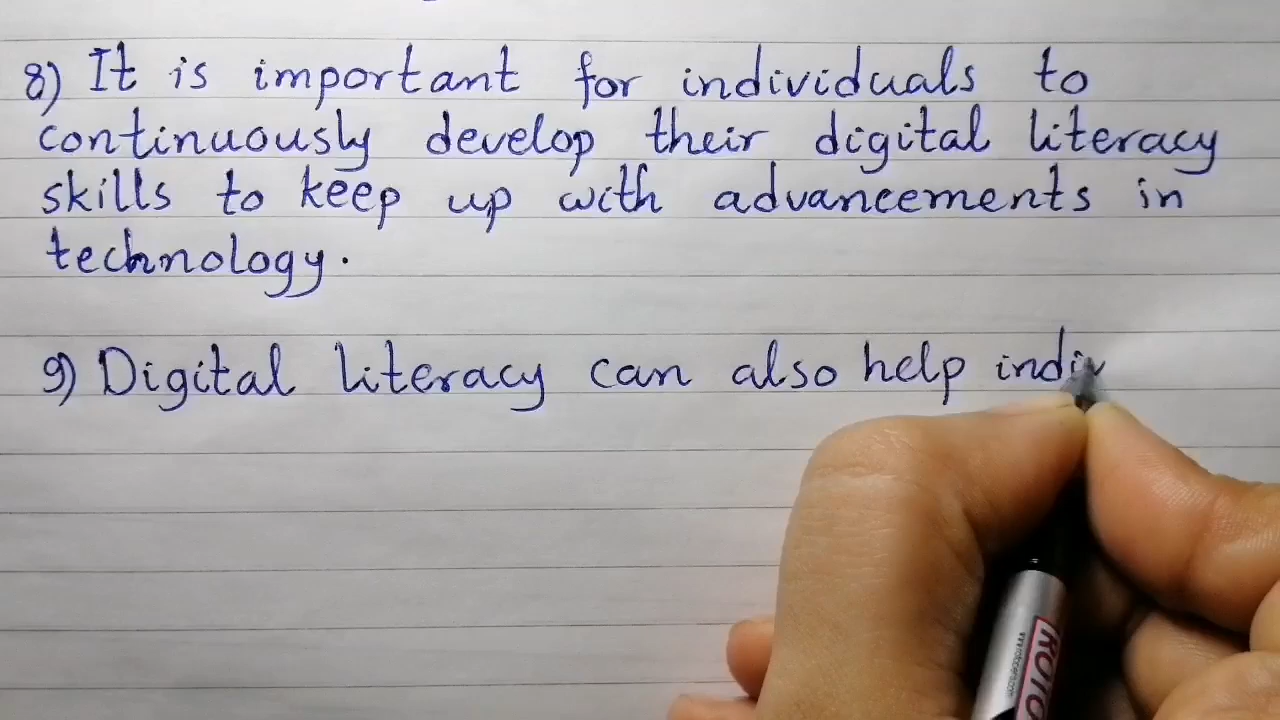 8) It is important for individuals to
continuously develop their digital literacy
skills to keep up with advancements in
technology.
9) Digital literacy can also help indiv